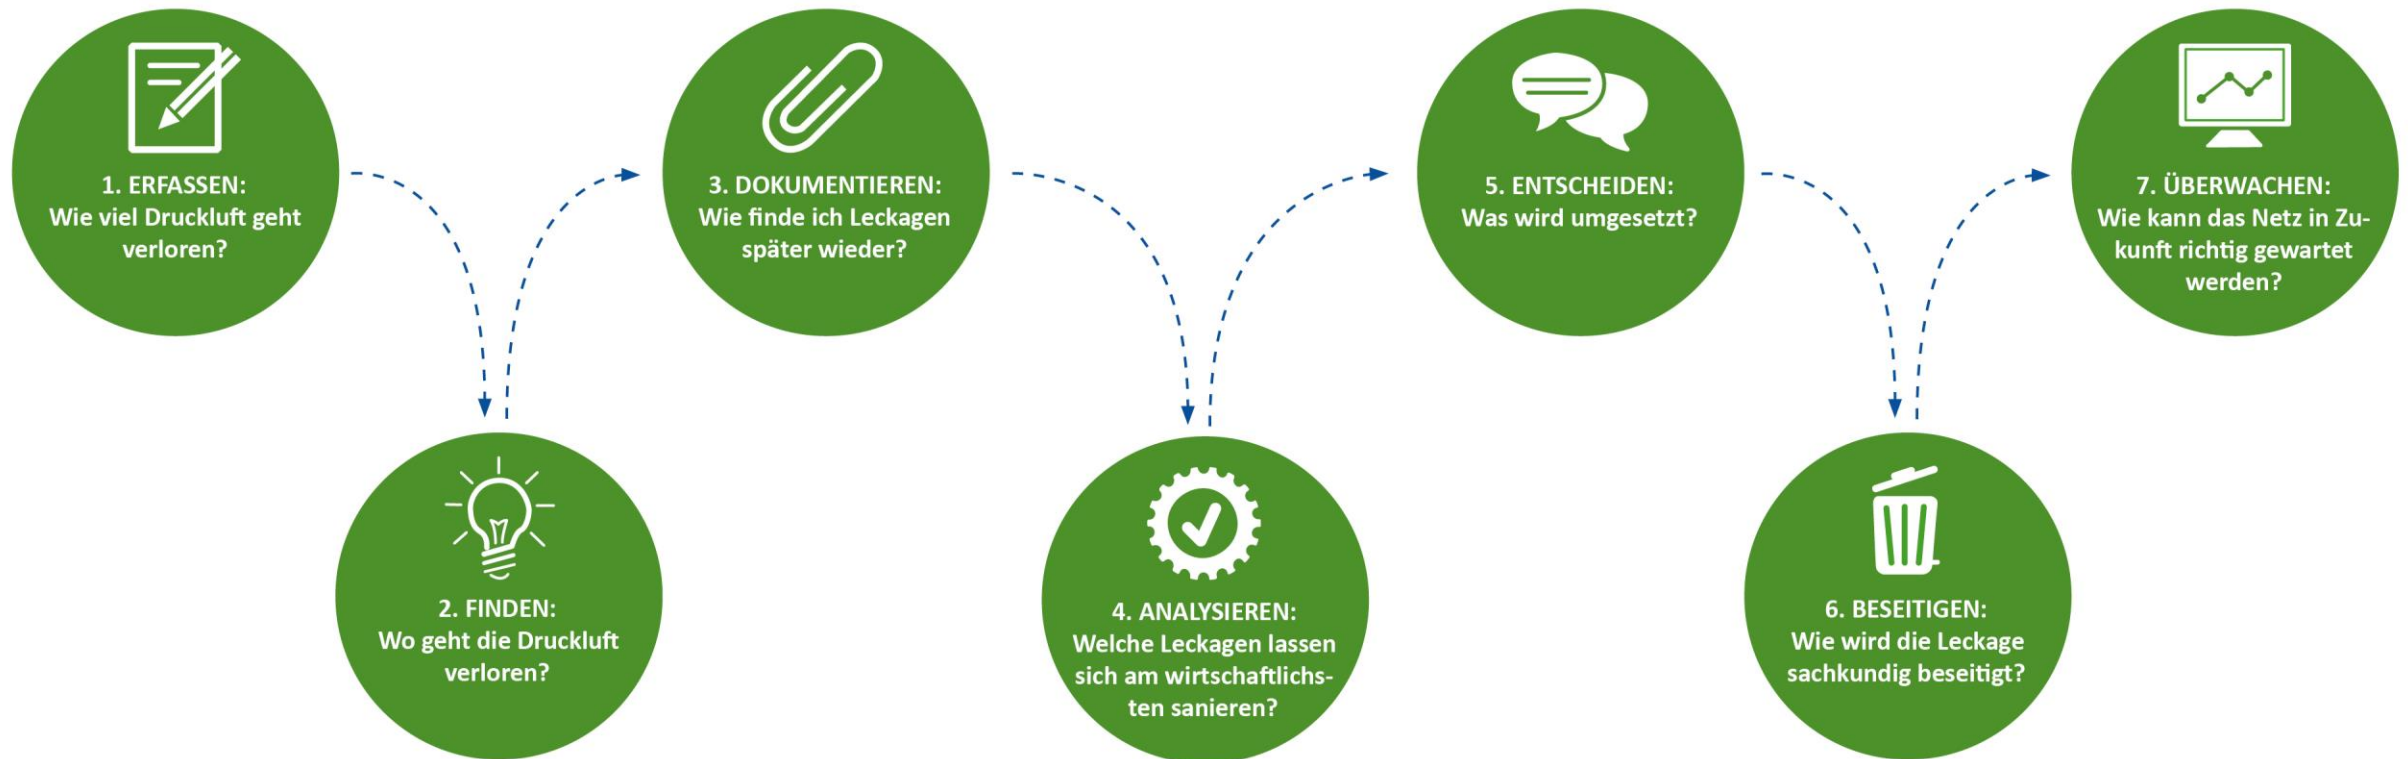 1. ERFASSEN:
Wie viel Druckluft geht
verloren?
2. FINDEN:
Wo geht die Druckluft
verloren?
3. DOKUMENTIEREN:
Wie finde ich Leckagen
später wieder?
4. ANALYSIEREN:
Welche Leckagen lassen
sich am wirtschaftlichs-
ten sanieren?
5. ENTSCHEIDEN:
Was wird umgesetzt?
6. BESEITIGEN:
Wie wird die Leckage
sachkundig beseitigt?
7. ÜBERWACHEN:
Wie kann das Netz in Zu-
kunft richtig gewartet
werden?